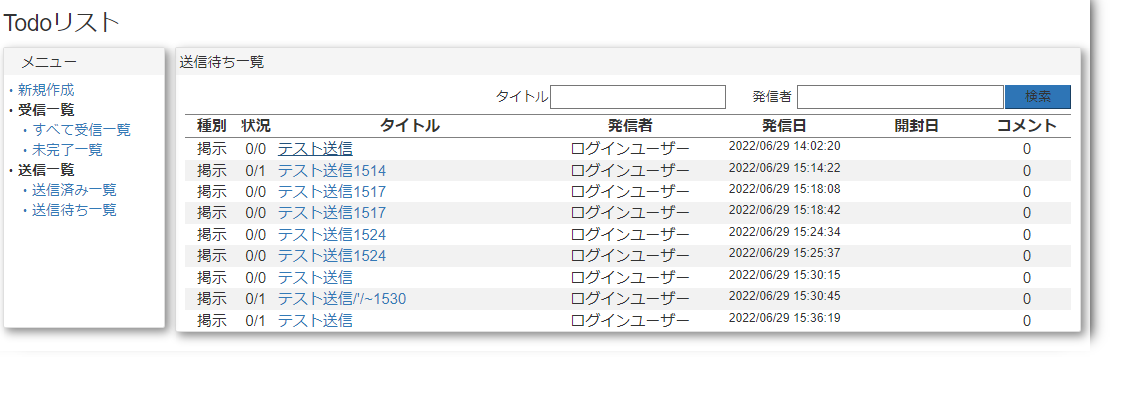 Todoリスト
メニュー
・新規作成
・受信一覧
・すべて受信一覧
・未完了一覧
・送信一覧
・送信済み一覧
・送信待ち一覧
送信待ち一覧
タイトル 発信者 検索
種別 状況 タイトル 発信者 発信日 開封日 コメント
掲示 0/0 テスト送信 ログインユーザー 2022/06/29 14:02:20 0
掲示 0/1 テスト送信1514 ログインユーザー 2022/06/29 15:14:22 0
掲示 0/0 テスト送信1517 ログインユーザー 2022/06/29 15:18:08 0
掲示 0/0 テスト送信1517 ログインユーザー 2022/06/29 15:18:42 0
掲示 0/0 テスト送信1524 ログインユーザー 2022/06/29 15:24:34 0
掲示 0/0 テスト送信1524 ログインユーザー 2022/06/29 15:25:37 0
掲示 0/0 テスト送信 ログインユーザー 2022/06/29 15:30:15 0
掲示 0/1 テスト送信/'/~1530 ログインユーザー 2022/06/29 15:30:45 0
掲示 0/1 テスト送信 ログインユーザー 2022/06/29 15:36:19 0